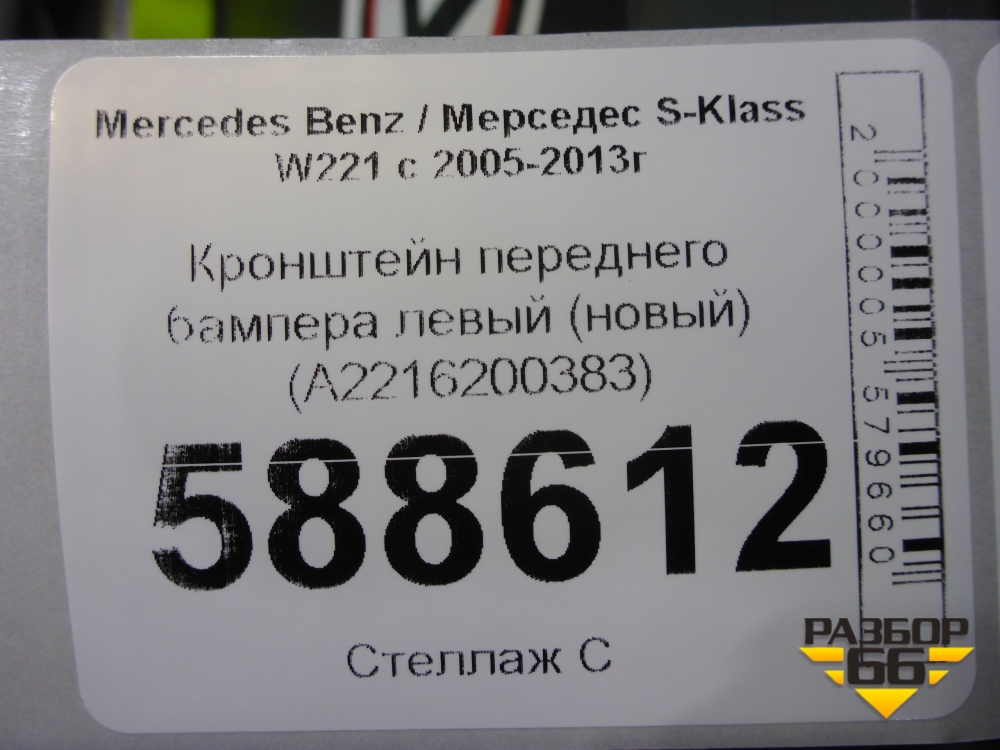 Mercedes Benz / Мерседес S-Klass
W221 с 2005-2013г
Кронштейн переднего
бампера левый (новый)
(A2216200383)
588612
Стеллаж С
2000005579660
РАЗБОР
66